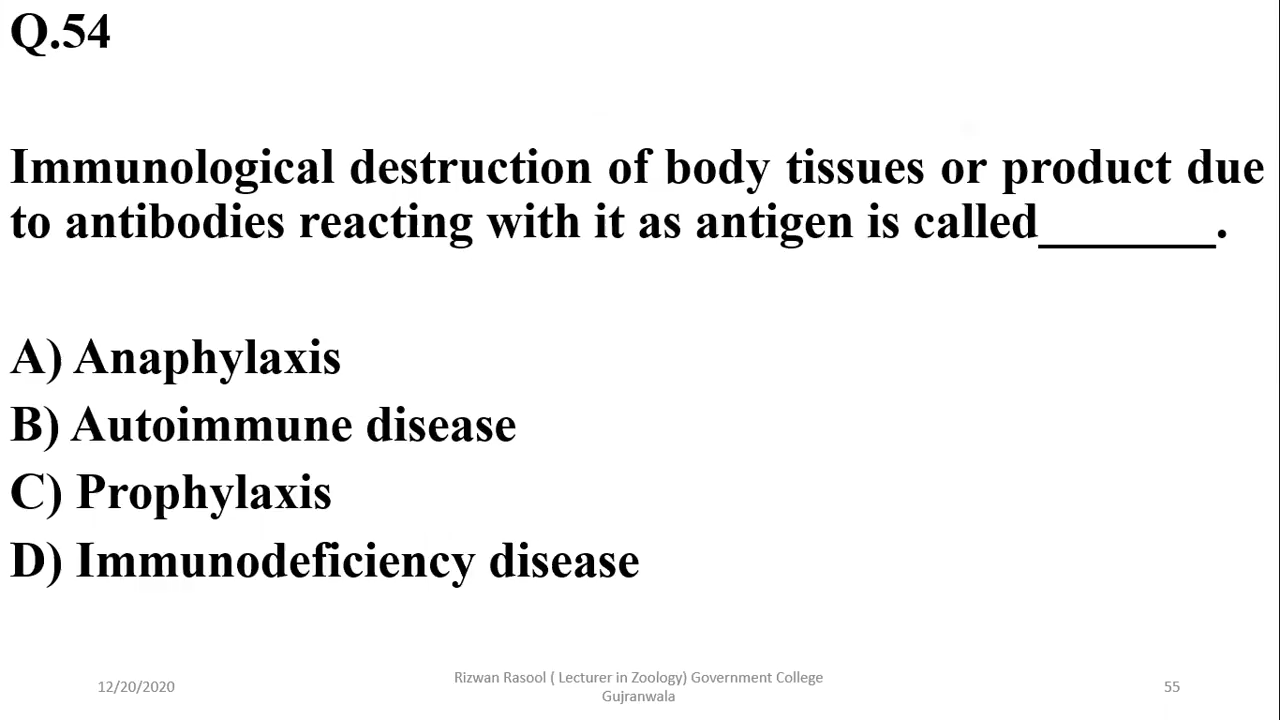 Q.54
Immunological destruction of body tissues or product due
to antibodies reacting with it as antigen is called_______.
A) Anaphylaxis
B) Autoimmune disease
C) Prophylaxis
D) Immunodeficiency disease
12/20/2020
Rizwan Rasool ( Lecturer in Zoology) Government College
Gujranwala
55